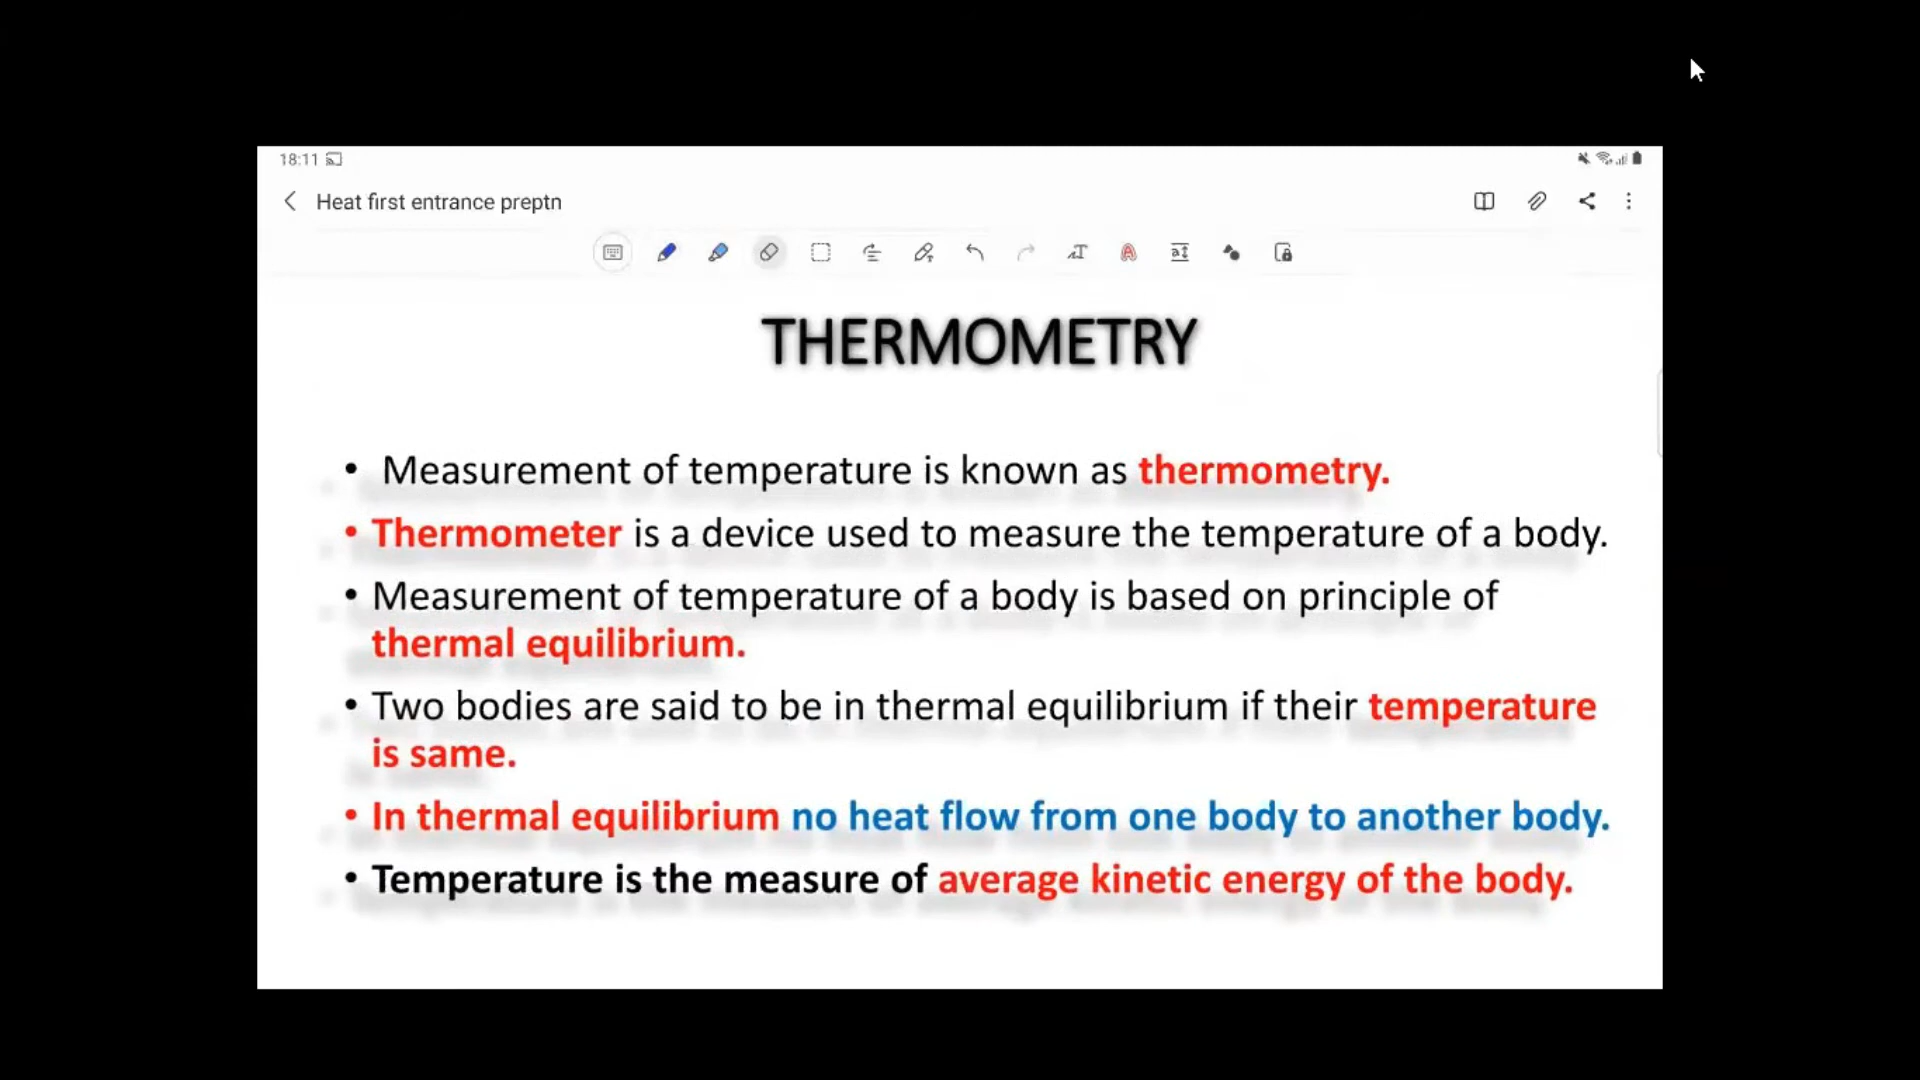 18:11
Heat first entrance preptn
THERMOMETRY
• Measurement of temperature is known as thermometry.
• Thermometer is a device used to measure the temperature of a body.
• Measurement of temperature of a body is based on principle of
thermal equilibrium.
• Two bodies are said to be in thermal equilibrium if their temperature
is same.
• In thermal equilibrium no heat flow from one body to another body.
• Temperature is the measure of average kinetic energy of the body.